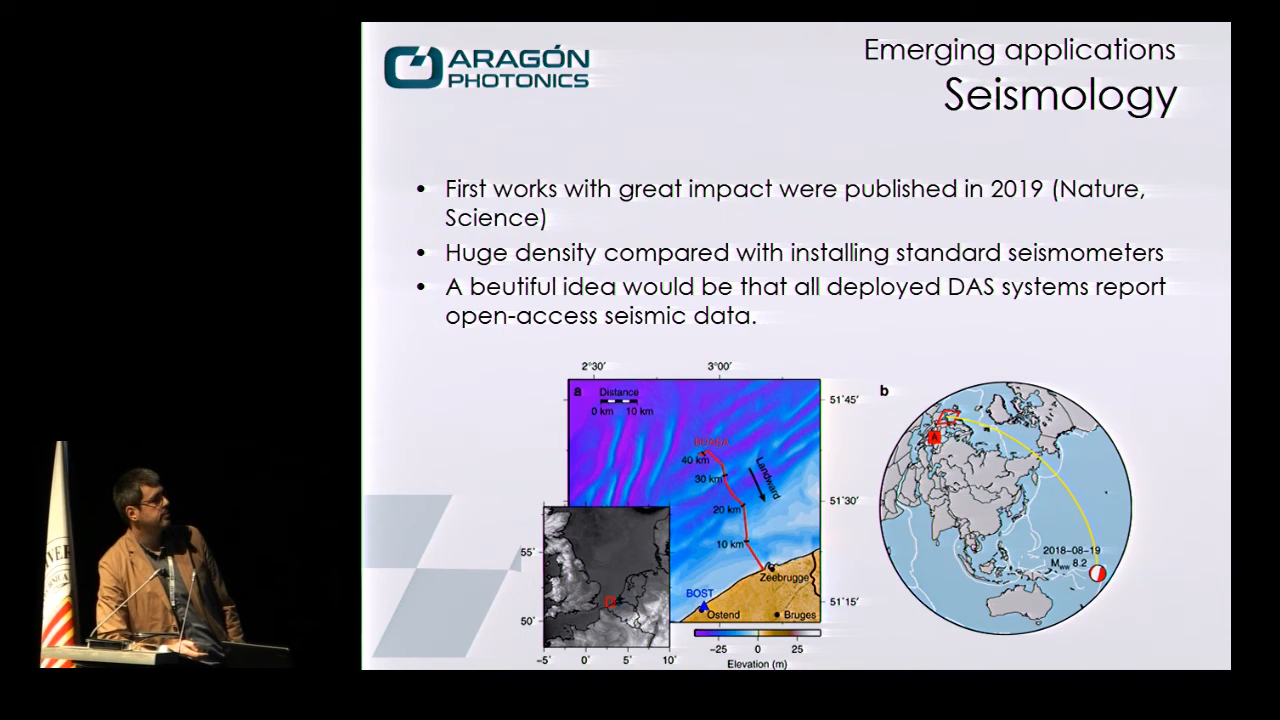 ARAGÓN
PHOTONICS
Emerging applications
Seismology
• First works with great impact were published in 2019 (Nature,
Science)
• Huge density compared with installing standard seismometers
• A beutiful idea would be that all deployed DAS systems report
open-access seismic data.
2°30′ 3°00′
a
Distance
0 km 10 km
40 km
30 km
20 km
10 km
Landward
Zeebrugge
BOST
Ostend
Bruges
51°45′
51°30′
51°15′
-25 0 25
Elevation (m)
55°
50°
-5° 0° 5° 10°
b
A
2018-08-19
Mww 8.2